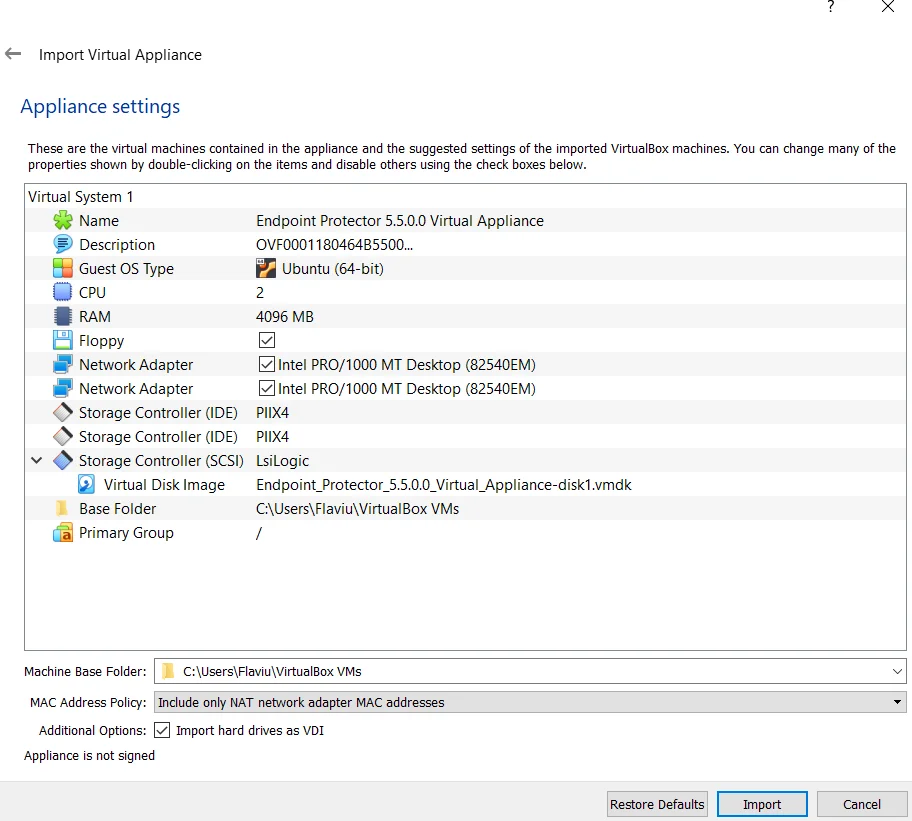 ?
Import Virtual Appliance
Appliance settings
These are the virtual machines contained in the appliance and the suggested settings of the imported VirtualBox machines. You can change many of the
properties shown by double-clicking on the items and disable others using the check boxes below.
Virtual System 1
Name Endpoint Protector 5.5.0.0 Virtual Appliance
Description OVF0001180464B5500...
Guest OS Type Ubuntu (64-bit)
CPU 2
RAM 4096 MB
Floppy
Network Adapter Intel PRO/1000 MT Desktop (82540EM)
Network Adapter Intel PRO/1000 MT Desktop (82540EM)
Storage Controller (IDE) PIIX4
Storage Controller (IDE) PIIX4
Storage Controller (SCSI) LsiLogic
Virtual Disk Image Endpoint_Protector_5.5.0.0_Virtual_Appliance-disk1.vmdk
Base Folder C:\Users\Flaviu\VirtualBox VMs
Primary Group /
Machine Base Folder: C:\Users\Flaviu\VirtualBox VMs
MAC Address Policy: Include only NAT network adapter MAC addresses
Additional Options: Import hard drives as VDI
Appliance is not signed
Restore Defaults Import Cancel